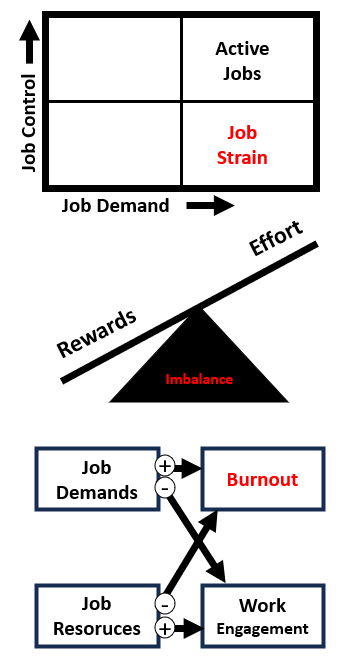 Active
Jobs
Job Control
Job
Strain
Job Demand
Effort
Rewards
Imbalance
Job
Demands
+
-
Burnout
Job
Resoruces
-
+
Work
Engagement